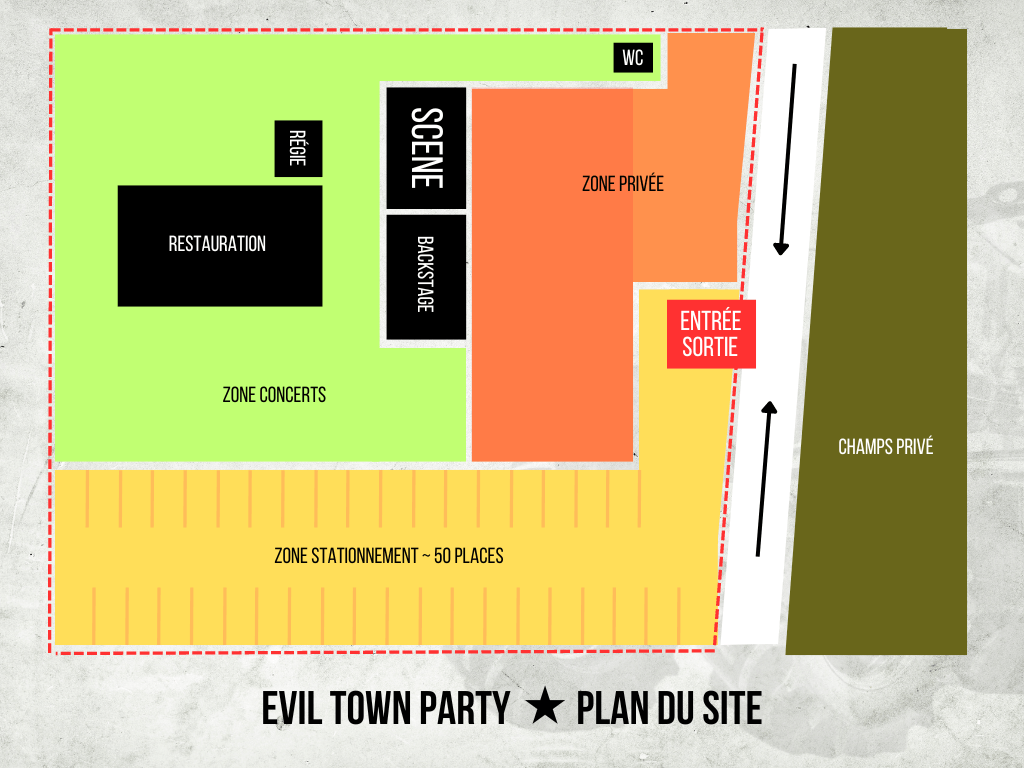 WC
SCENE
RÉGIE
ZONE PRIVÉE
RESTAURATION
BACKSTAGE
ENTRÉE
SORTIE
ZONE CONCERTS
CHAMPS PRIVÉ
ZONE STATIONNEMENT ~ 50 PLACES
EVIL TOWN PARTY ★ PLAN DU SITE